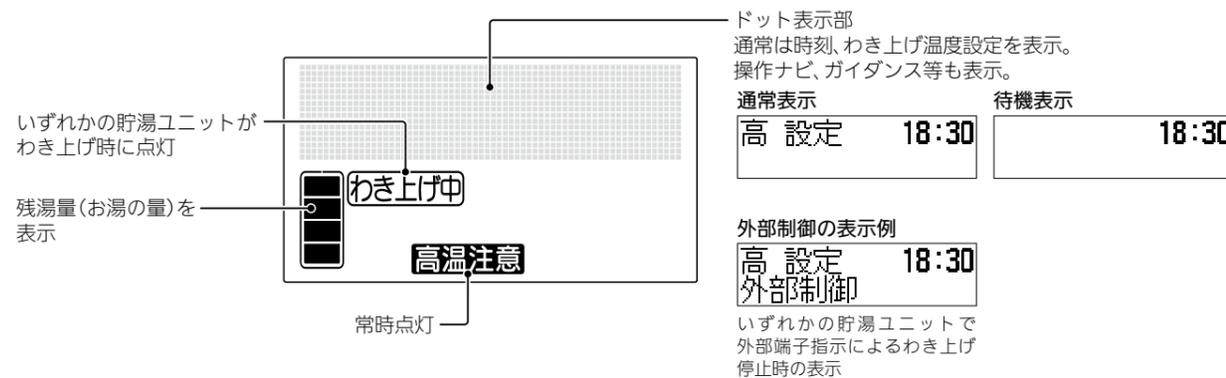 ドット表示部
通常は時刻、わき上げ温度設定を表示。
操作ナビ、ガイダンス等も表示。
通常表示
高 設定 18:30
待機表示
18:30
いずれかの貯湯ユニットが
わき上げ時に点灯
残湯量(お湯の量)を
表示
わき上げ中
高温注意
常時点灯
外部制御の表示例
高 設定 18:30
外部制御
いずれかの貯湯ユニットで
外部端子指示によるわき上げ
停止時の表示